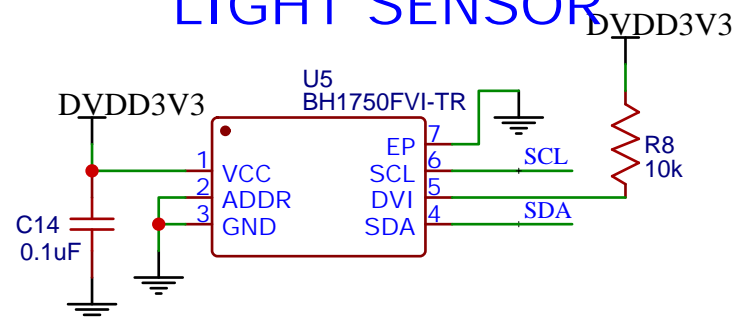 LIGHT SENSOR
DVDD3V3
U5
BH1750FVI-TR
DVDD3V3
7
EP
1
VCC
6
SCL
SCL
R8
10k
2
ADDR
5
DVI
3
GND
4
SDA
SDA
C14
0.1uF